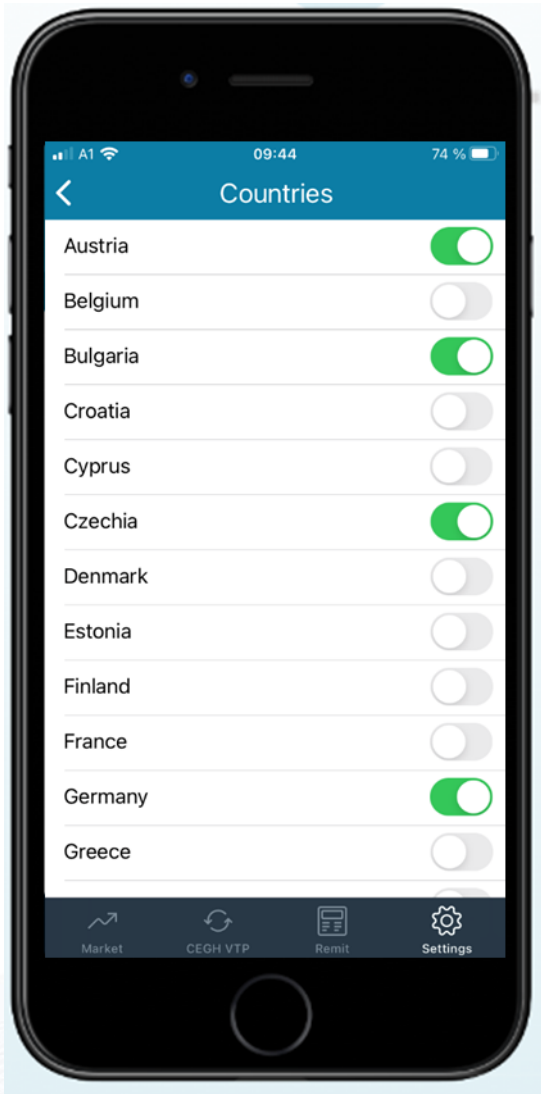 A1 09:44 74 %
Countries
Austria
Belgium
Bulgaria
Croatia
Cyprus
Czechia
Denmark
Estonia
Finland
France
Germany
Greece
Market CEGH VTP Remit Settings